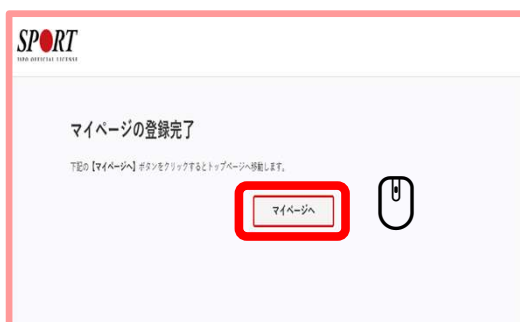 SPORT
マイページの登録完了
下記の【マイページへ】ボタンをクリックするとトップページへ移動します。
マイページへ